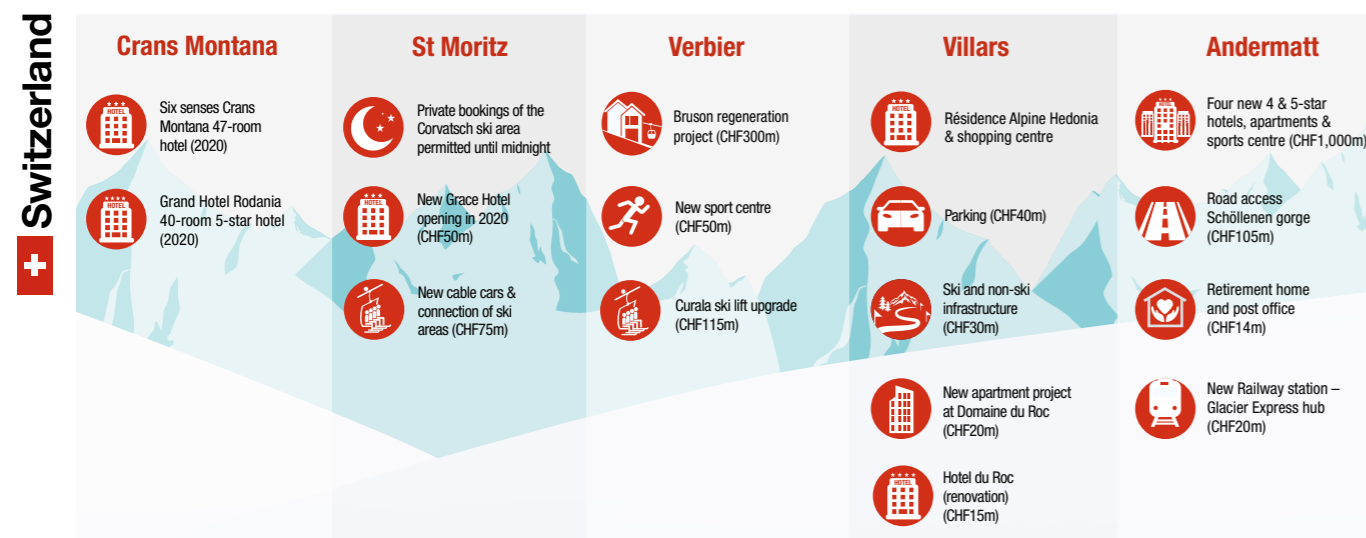 Switzerland
Crans Montana
HOTEL
Six senses Crans
Montana 47-room
hotel (2020)
HOTEL
Grand Hotel Rodania
40-room 5-star hotel
(2020)
St Moritz
Private bookings of the
Corvatsch ski area
permitted until midnight
HOTEL
New Grace Hotel
opening in 2020
(CHF50m)
New cable cars &
connection of ski
areas (CHF75m)
Verbier
Bruson regeneration
project (CHF300m)
New sport centre
(CHF50m)
Curala ski lift upgrade
(CHF115m)
Villars
HOTEL
Résidence Alpine Hedonia
& shopping centre
Parking (CHF40m)
Ski and non-ski
infrastructure
(CHF30m)
New apartment project
at Domaine du Roc
(CHF20m)
HOTEL
Hotel du Roc
(renovation)
(CHF15m)
Andermatt
HOTEL
Four new 4 & 5-star
hotels, apartments &
sports centre (CHF1,000m)
Road access
Schöllenen gorge
(CHF105m)
Retirement home
and post office
(CHF14m)
New Railway station –
Glacier Express hub
(CHF20m)